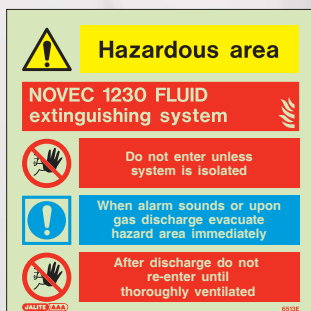 Hazardous area
NOVEC 1230 FLUID
extinguishing system
Do not enter unless
system is isolated
When alarm sounds or upon
gas discharge evacuate
hazard area immediately
After discharge do not
re-enter until
thoroughly ventilated
JALITE AAA
6513E